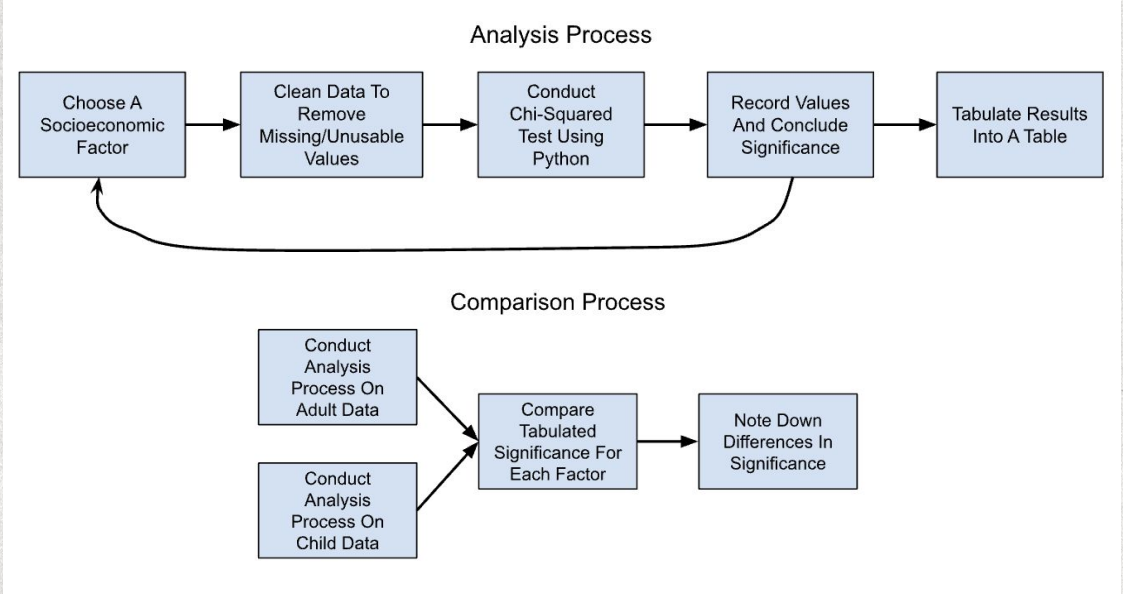 Analysis Process
Choose A
Socioeconomic
Factor
Clean Data To
Remove
Missing/Unusable
Values
Conduct
Chi-Squared
Test Using
Python
Record Values
And Conclude
Significance
Tabulate Results
Into A Table
Comparison Process
Conduct
Analysis
Process On
Adult Data
Conduct
Analysis
Process On
Child Data
Compare
Tabulated
Significance For
Each Factor
Note Down
Differences In
Significance